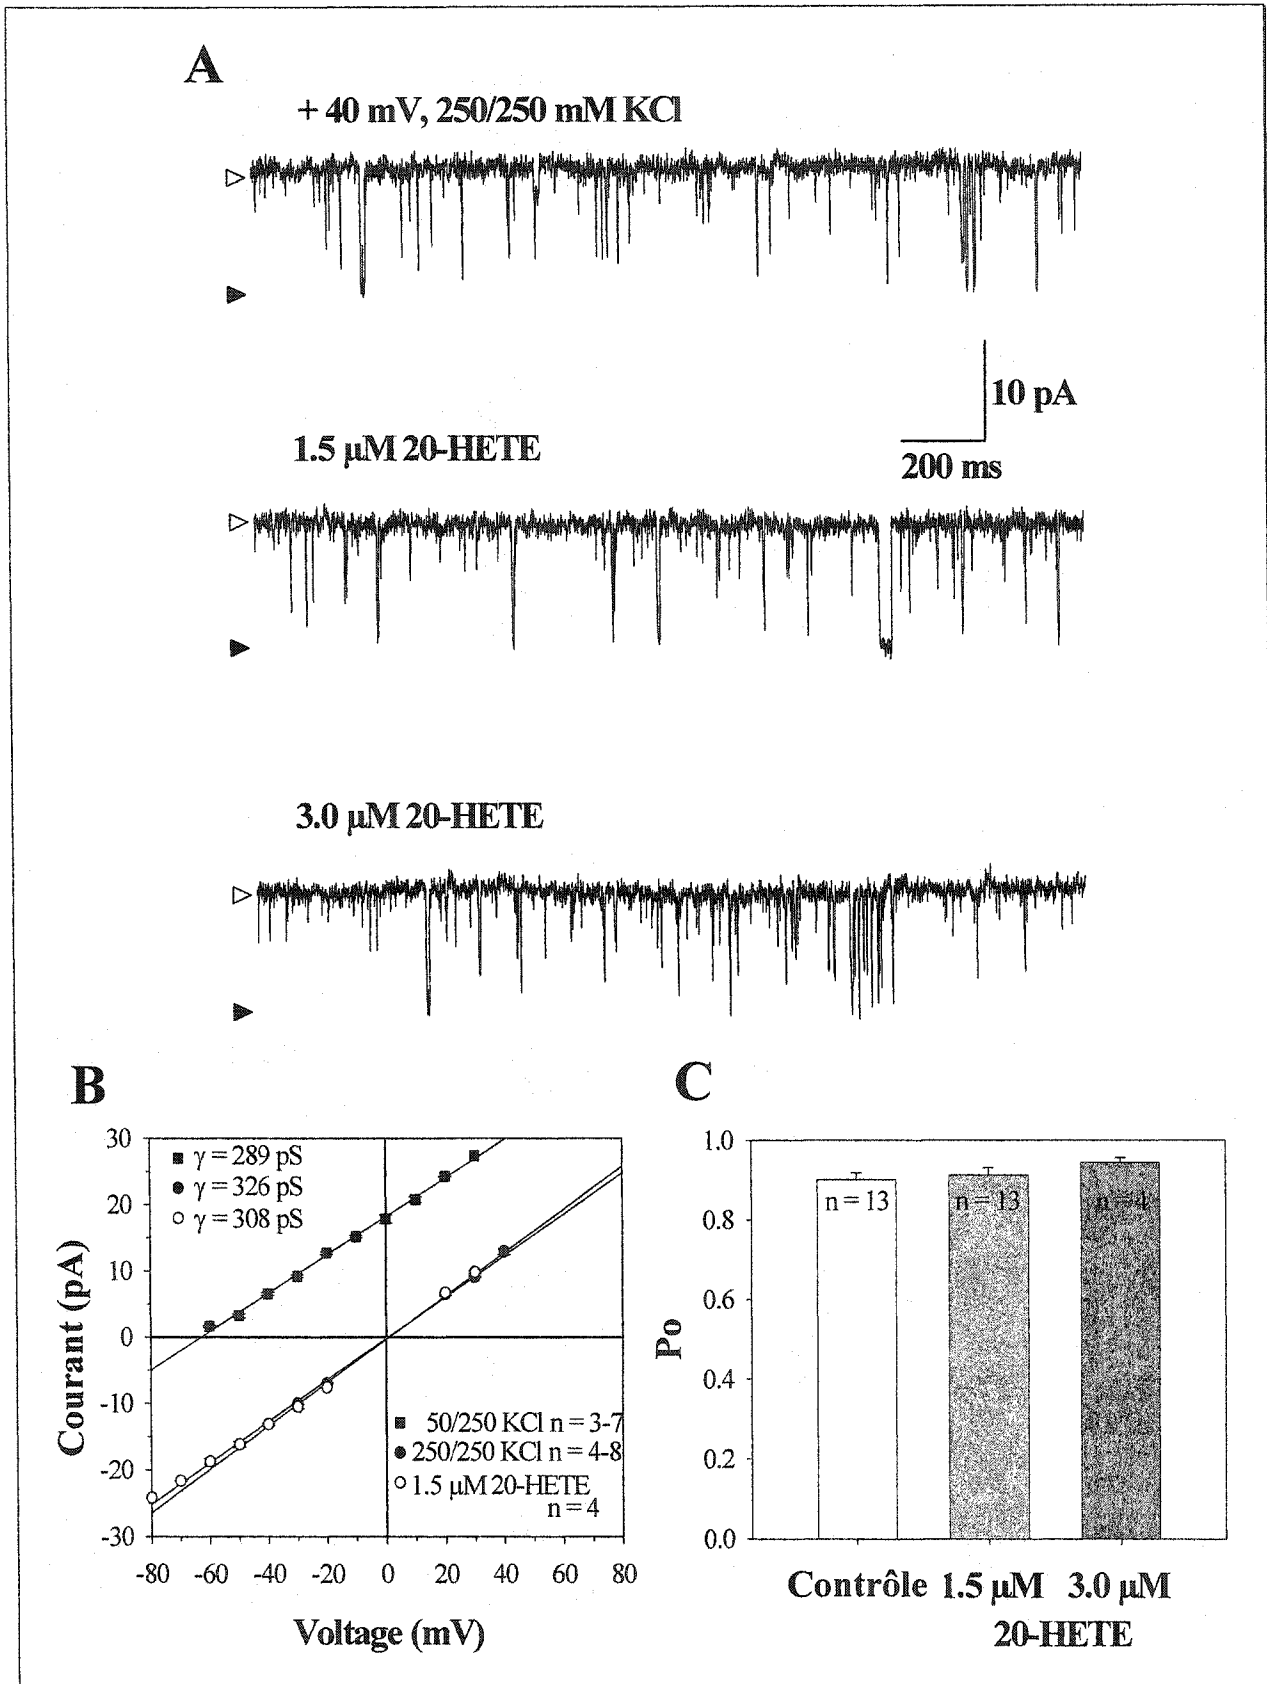 A
+ 40 mV, 250/250 mM KCl
10 pA
200 ms
1.5 µM 20-HETE
3.0 µM 20-HETE
B
30
20
10
0
-10
-20
-30
Courant (pA)
γ = 289 pS
γ = 326 pS
γ = 308 pS
50/250 KCl n = 3-7
250/250 KCl n = 4-8
1.5 µM 20-HETE
n = 4
-80 -60 -40 -20 0 20 40 60 80
Voltage (mV)
C
1.0
0.8
0.6
0.4
0.2
0.0
Po
n = 13
n = 13
n = 4
Contrôle 1.5 µM 3.0 µM
20-HETE